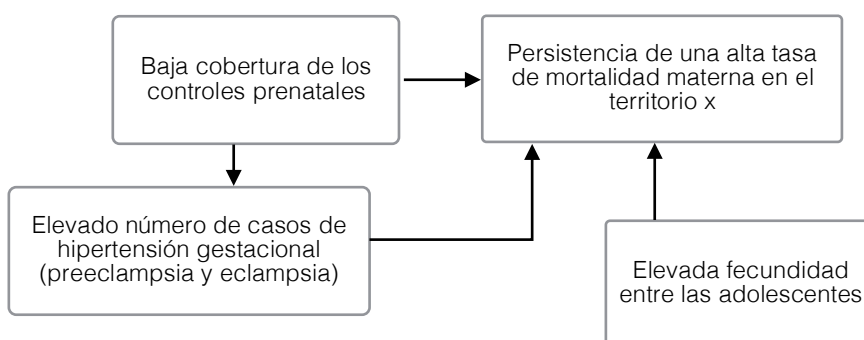 Baja cobertura de los
controles prenatales
Persistencia de una alta tasa
de mortalidad materna en el
territorio x
Elevado número de casos de
hipertensión gestacional
(preeclampsia y eclampsia)
Elevada fecundidad
entre las adolescentes